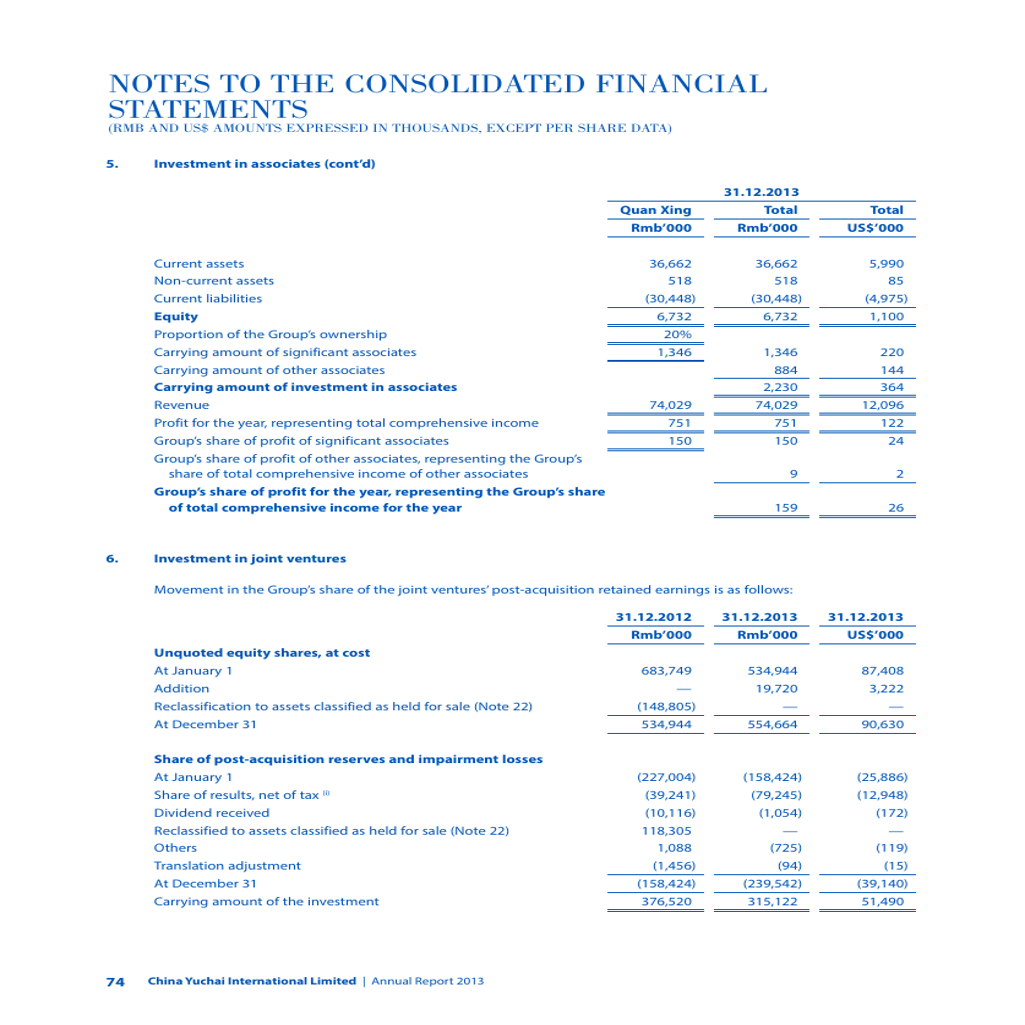 NOTES TO THE CONSOLIDATED FINANCIAL
STATEMENTS
(RMB AND US$ AMOUNTS EXPRESSED IN THOUSANDS, EXCEPT PER SHARE DATA)
5. Investment in associates (cont’d)
31.12.2013
Quan Xing Total Total
Rmb’000 Rmb’000 US$’000
Current assets 36,662 36,662 5,990
Non-current assets 518 518 85
Current liabilities (30,448) (30,448) (4,975)
Equity 6,732 6,732 1,100
Proportion of the Group’s ownership 20%
Carrying amount of significant associates 1,346 1,346 220
Carrying amount of other associates 884 144
Carrying amount of investment in associates 2,230 364
Revenue 74,029 74,029 12,096
Profit for the year, representing total comprehensive income 751 751 122
Group’s share of profit of significant associates 150 150 24
Group’s share of profit of other associates, representing the Group’s
share of total comprehensive income of other associates 9 2
Group’s share of profit for the year, representing the Group’s share
of total comprehensive income for the year 159 26
6. Investment in joint ventures
Movement in the Group’s share of the joint ventures’ post-acquisition retained earnings is as follows:
31.12.2012 31.12.2013 31.12.2013
Rmb’000 Rmb’000 US$’000
Unquoted equity shares, at cost
At January 1 683,749 534,944 87,408
Addition — 19,720 3,222
Reclassification to assets classified as held for sale (Note 22) (148,805) — —
At December 31 534,944 554,664 90,630
Share of post-acquisition reserves and impairment losses
At January 1 (227,004) (158,424) (25,886)
Share of results, net of tax (i) (39,241) (79,245) (12,948)
Dividend received (10,116) (1,054) (172)
Reclassified to assets classified as held for sale (Note 22) 118,305 — —
Others 1,088 (725) (119)
Translation adjustment (1,456) (94) (15)
At December 31 (158,424) (239,542) (39,140)
Carrying amount of the investment 376,520 315,122 51,490
74 China Yuchai International Limited | Annual Report 2013